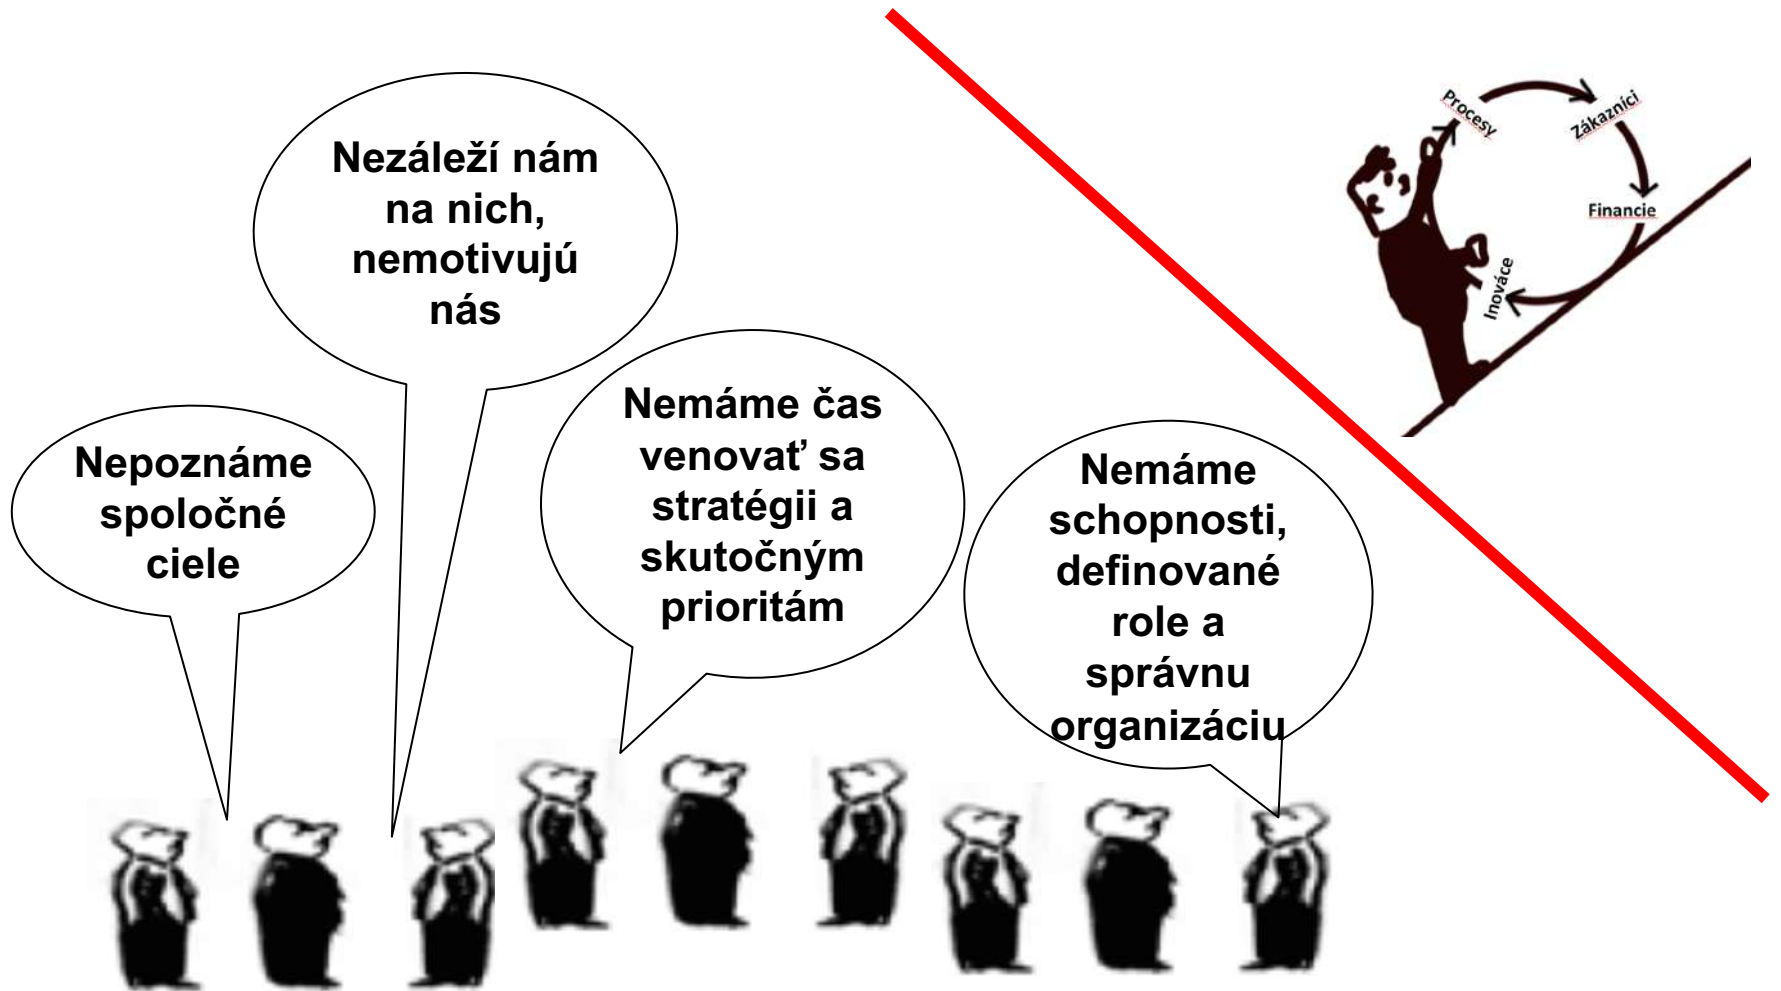 Nezáleží nám
na nich,
nemotivujú
nás
Nepoznáme
spoločné
ciele
Nemáme čas
venovať sa
stratégii a
skutočným
prioritám
Nemáme
schopnosti,
definované
role a
správnu
organizáciu
Procesy
Zákazníci
Financie
Inováce